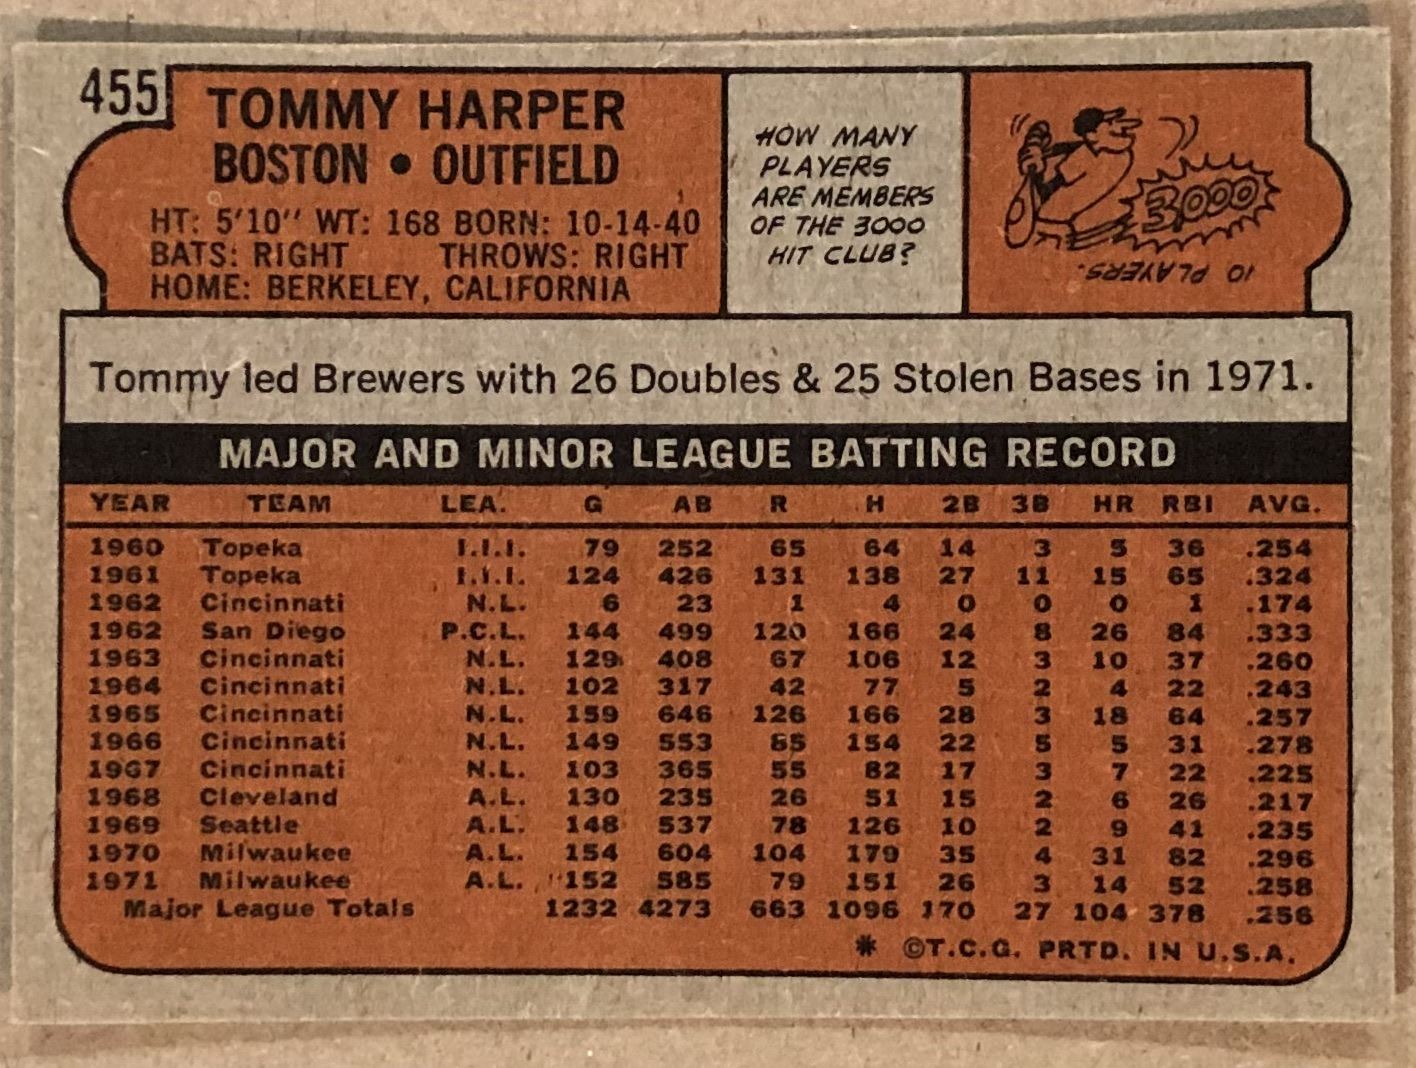 455
TOMMY HARPER
BOSTON • OUTFIELD
HT: 5'10" WT: 168 BORN: 10-14-40
BATS: RIGHT THROWS: RIGHT
HOME: BERKELEY, CALIFORNIA
HOW MANY
PLAYERS
ARE MEMBERS
OF THE 3000
HIT CLUB?
3000
10 PLAYERS.
Tommy led Brewers with 26 Doubles & 25 Stolen Bases in 1971.
MAJOR AND MINOR LEAGUE BATTING RECORD
YEAR TEAM LEA. G AB R H 2B 3B HR RBI AVG.
1960 Topeka I.I.I. 79 252 65 64 14 3 5 36 .254
1961 Topeka I.I.I. 124 426 131 138 27 11 15 65 .324
1962 Cincinnati N.L. 6 23 1 4 0 0 0 1 .174
1962 San Diego P.C.L. 144 499 120 166 24 8 26 84 .333
1963 Cincinnati N.L. 129 408 67 106 12 3 10 37 .260
1964 Cincinnati N.L. 102 317 42 77 5 2 4 22 .243
1965 Cincinnati N.L. 159 646 126 166 28 3 18 64 .257
1966 Cincinnati N.L. 149 553 85 154 22 5 5 31 .278
1967 Cincinnati N.L. 103 365 55 82 17 3 7 22 .225
1968 Cleveland A.L. 130 235 26 51 15 2 6 26 .217
1969 Seattle A.L. 148 537 78 126 10 2 9 41 .235
1970 Milwaukee A.L. 154 604 104 179 35 4 31 82 .296
1971 Milwaukee A.L. 152 585 79 151 26 3 14 52 .258
Major League Totals 1232 4273 663 1096 170 27 104 378 .256
* ©T.C.G. PRTD. IN U.S.A.